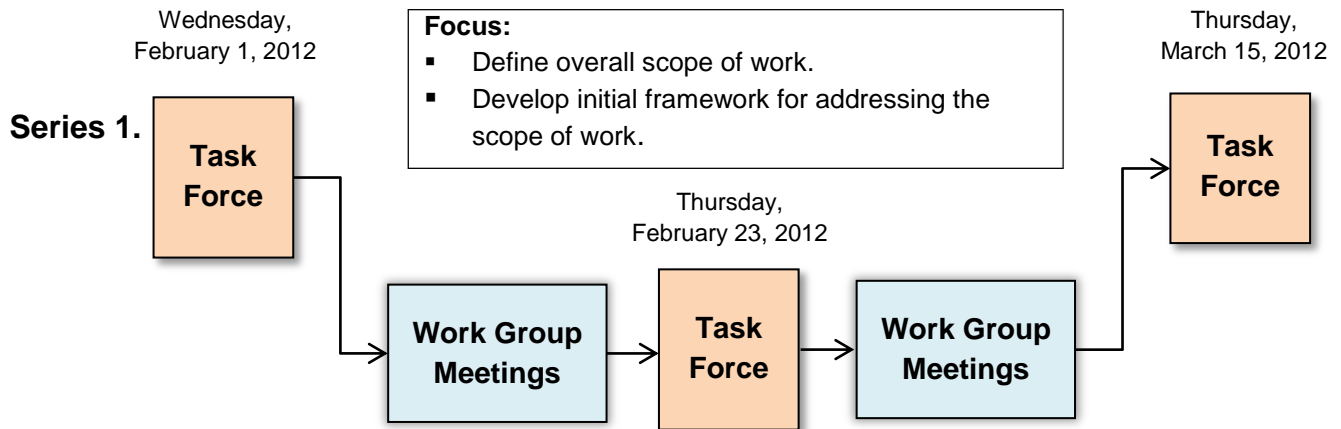 Wednesday,
February 1, 2012
Focus:
▪ Define overall scope of work.
▪ Develop initial framework for addressing the
scope of work.
Thursday,
March 15, 2012
Series 1.
Task
Force
Task
Force
Thursday,
February 23, 2012
Work Group
Meetings
Task
Force
Work Group
Meetings